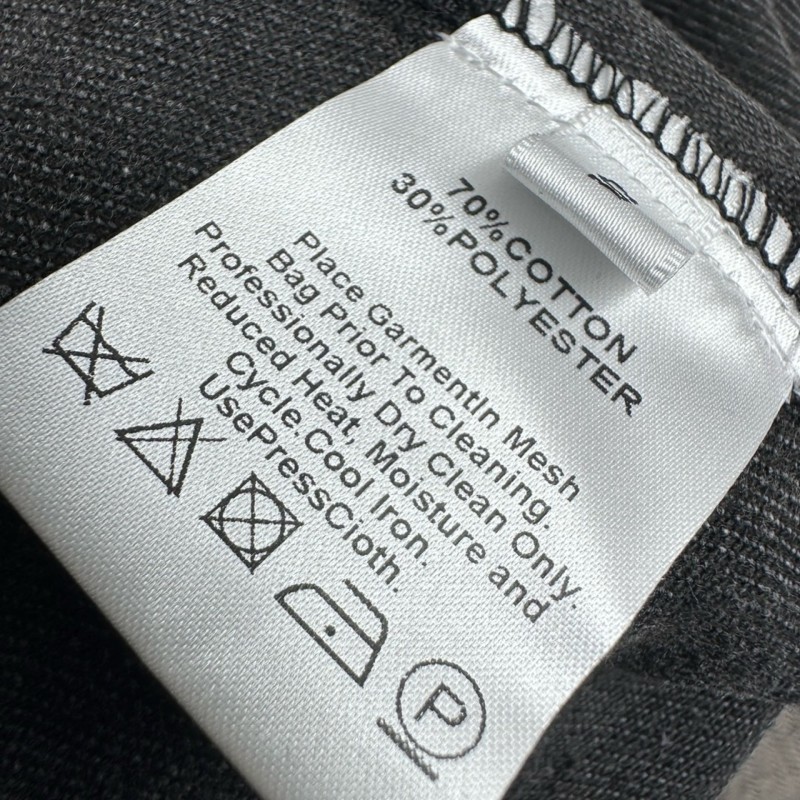 70%COTTON
30%POLYESTER
Place GarmentIn Mesh
Bag Prior To Cleaning.
Professionally Dry Clean Only.
Reduced Heat, Moisture and
Cycle.Cool Iron.
UsePressCloth.
P